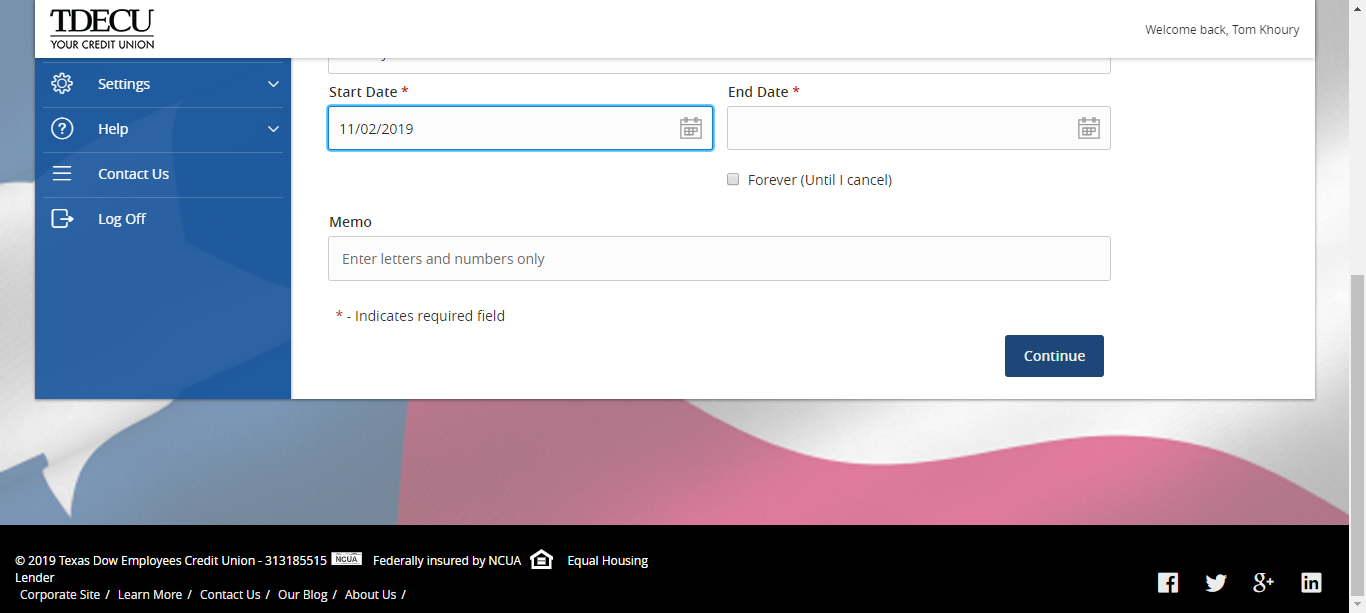 TDECU
YOUR CREDIT UNION
Welcome back, Tom Khoury
Settings
Help
Contact Us
Log Off
Start Date *
End Date *
11/02/2019
Forever (Until I cancel)
Memo
Enter letters and numbers only
* - Indicates required field
Continue
© 2019 Texas Dow Employees Credit Union - 313185515 NCUA Federally insured by NCUA Equal Housing
Lender
Corporate Site / Learn More / Contact Us / Our Blog / About Us /